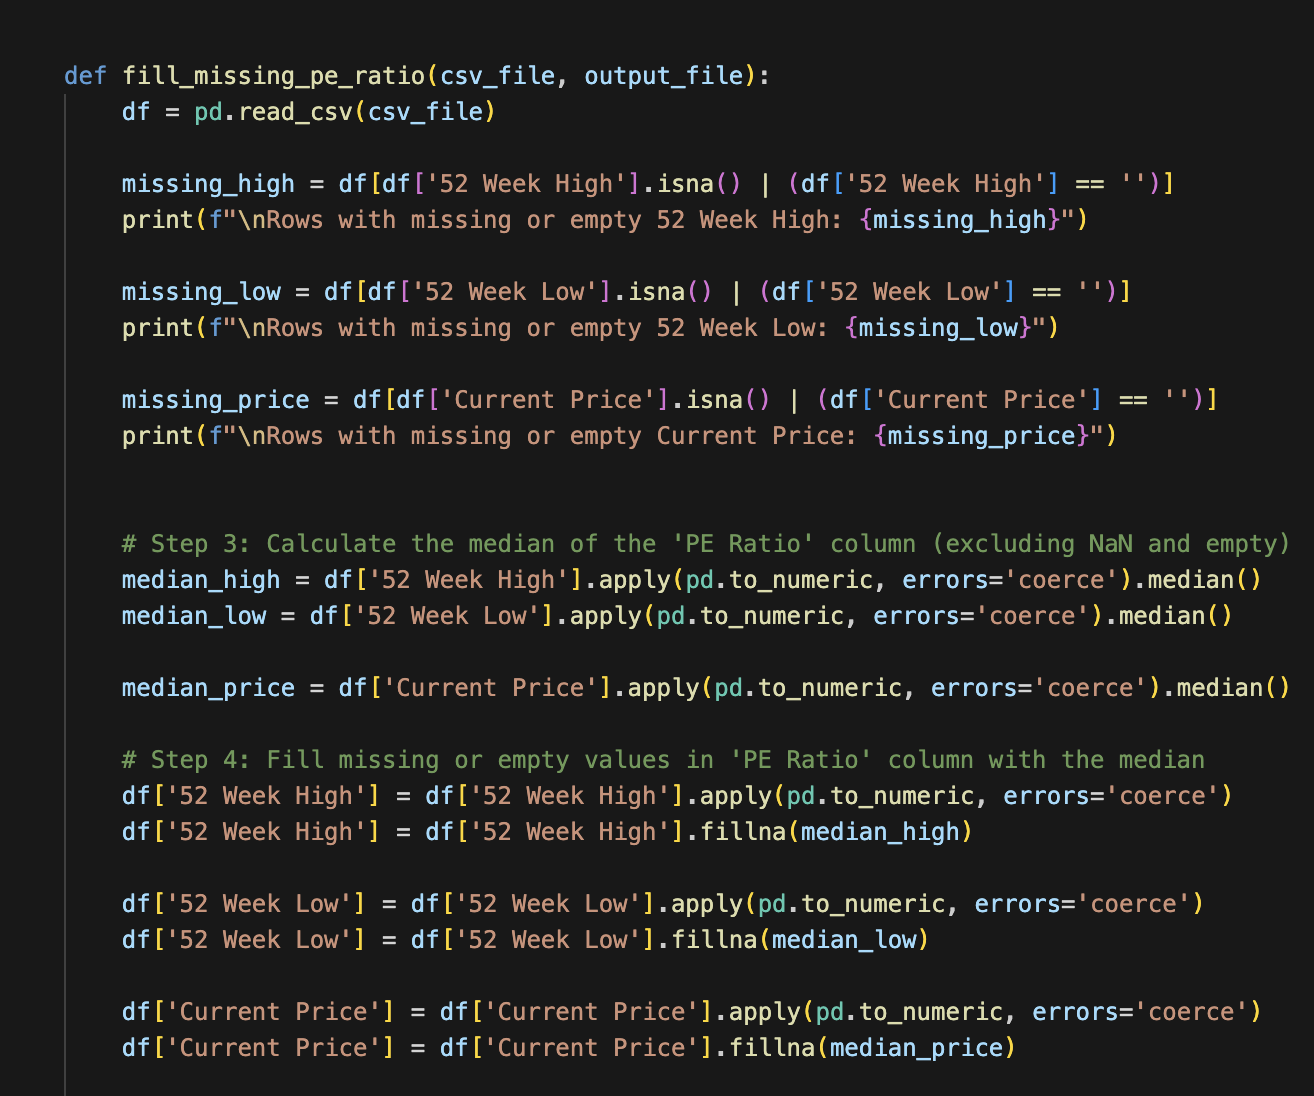 def fill_missing_pe_ratio(csv_file, output_file):
    df = pd.read_csv(csv_file)
    missing_high = df[df['52 Week High'].isna() | (df['52 Week High'] == '')]
    print(f"\nRows with missing or empty 52 Week High: {missing_high}")
    missing_low = df[df['52 Week Low'].isna() | (df['52 Week Low'] == '')]
    print(f"\nRows with missing or empty 52 Week Low: {missing_low}")
    missing_price = df[df['Current Price'].isna() | (df['Current Price'] == '')]
    print(f"\nRows with missing or empty Current Price: {missing_price}")
    # Step 3: Calculate the median of the 'PE Ratio' column (excluding NaN and empty)
    median_high = df['52 Week High'].apply(pd.to_numeric, errors='coerce').median()
    median_low = df['52 Week Low'].apply(pd.to_numeric, errors='coerce').median()
    median_price = df['Current Price'].apply(pd.to_numeric, errors='coerce').median()
    # Step 4: Fill missing or empty values in 'PE Ratio' column with the median
    df['52 Week High'] = df['52 Week High'].apply(pd.to_numeric, errors='coerce')
    df['52 Week High'] = df['52 Week High'].fillna(median_high)
    df['52 Week Low'] = df['52 Week Low'].apply(pd.to_numeric, errors='coerce')
    df['52 Week Low'] = df['52 Week Low'].fillna(median_low)
    df['Current Price'] = df['Current Price'].apply(pd.to_numeric, errors='coerce')
    df['Current Price'] = df['Current Price'].fillna(median_price)